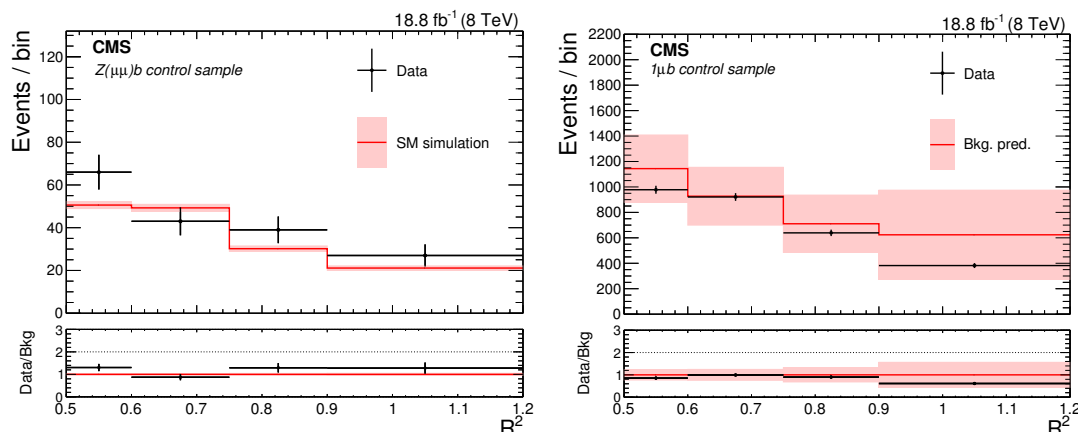 18.8 fb⁻¹ (8 TeV)
CMS
Z(μμ)b control sample
Data
SM simulation
Events / bin
120
100
80
60
40
20
0
Data/Bkg
3
2
1
0
0.5 0.6 0.7 0.8 0.9 1 1.1 1.2
R²
18.8 fb⁻¹ (8 TeV)
CMS
1μb control sample
Data
Bkg. pred.
Events / bin
2200
2000
1800
1600
1400
1200
1000
800
600
400
200
0
Data/Bkg
3
2
1
0
0.5 0.6 0.7 0.8 0.9 1 1.1 1.2
R²